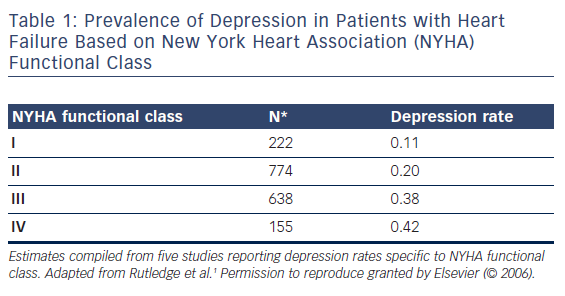 Table 1: Prevalence of Depression in Patients with Heart
Failure Based on New York Heart Association (NYHA)
Functional Class
NYHA functional class N* Depression rate
I 222 0.11
II 774 0.20
III 638 0.38
IV 155 0.42
Estimates compiled from five studies reporting depression rates specific to NYHA functional
class. Adapted from Rutledge et al.¹ Permission to reproduce granted by Elsevier (© 2006).